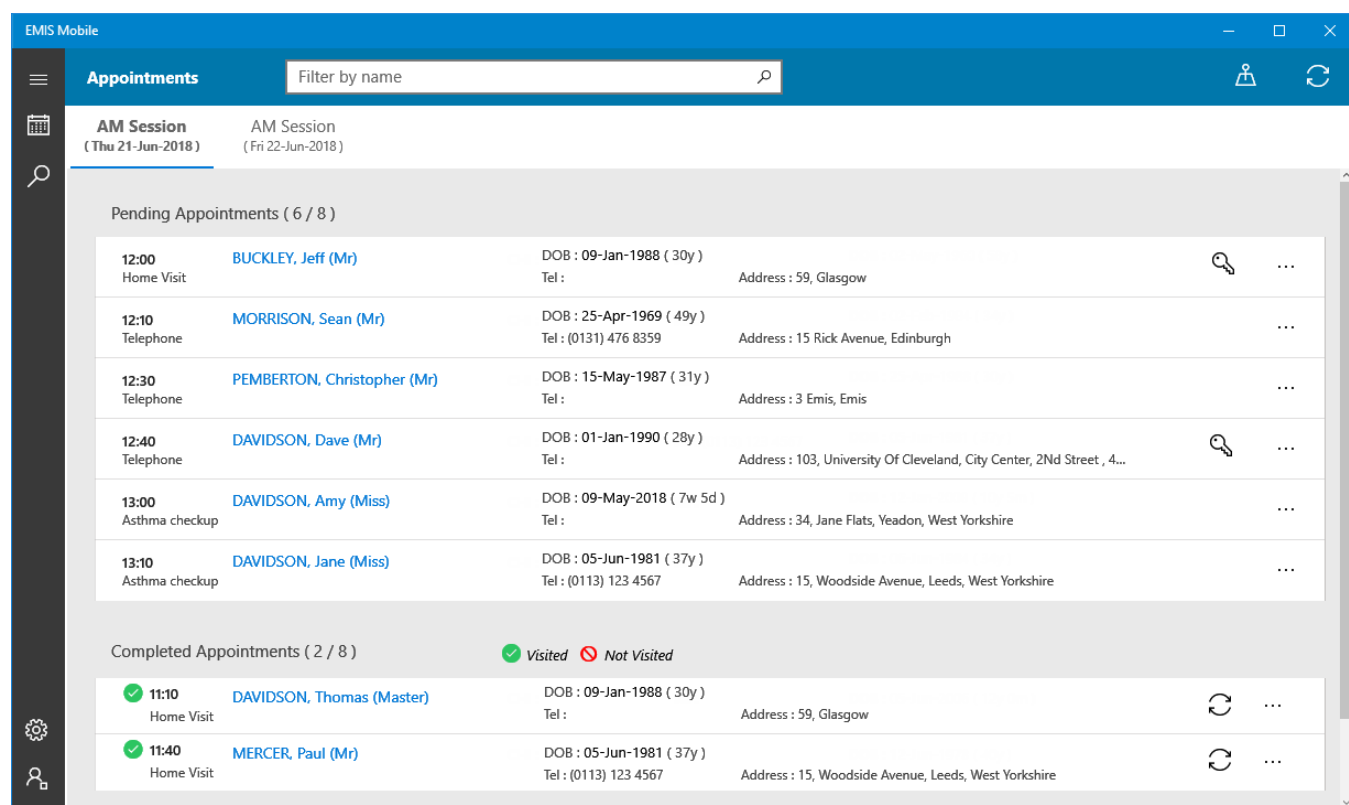 EMIS Mobile
Appointments
Filter by name
AM Session
( Thu 21-Jun-2018 )
AM Session
( Fri 22-Jun-2018 )
Pending Appointments ( 6 / 8 )
12:00 BUCKLEY, Jeff (Mr) DOB : 09-Jan-1988 ( 30y )
Home Visit Tel : Address : 59, Glasgow
...
12:10 MORRISON, Sean (Mr) DOB : 25-Apr-1969 ( 49y )
Telephone Tel : (0131) 476 8359 Address : 15 Rick Avenue, Edinburgh
...
12:30 PEMBERTON, Christopher (Mr) DOB : 15-May-1987 ( 31y )
Telephone Tel : Address : 3 Emis, Emis
...
12:40 DAVIDSON, Dave (Mr) DOB : 01-Jan-1990 ( 28y )
Telephone Tel : Address : 103, University Of Cleveland, City Center, 2Nd Street , 4...
...
13:00 DAVIDSON, Amy (Miss) DOB : 09-May-2018 ( 7w 5d )
Asthma checkup Tel : Address : 34, Jane Flats, Yeadon, West Yorkshire
...
13:10 DAVIDSON, Jane (Miss) DOB : 05-Jun-1981 ( 37y )
Asthma checkup Tel : (0113) 123 4567 Address : 15, Woodside Avenue, Leeds, West Yorkshire
...
Completed Appointments ( 2 / 8 ) Visited Not Visited
11:10 DAVIDSON, Thomas (Master) DOB : 09-Jan-1988 ( 30y )
Home Visit Tel : Address : 59, Glasgow
...
11:40 MERCER, Paul (Mr) DOB : 05-Jun-1981 ( 37y )
Home Visit Tel : (0113) 123 4567 Address : 15, Woodside Avenue, Leeds, West Yorkshire
...